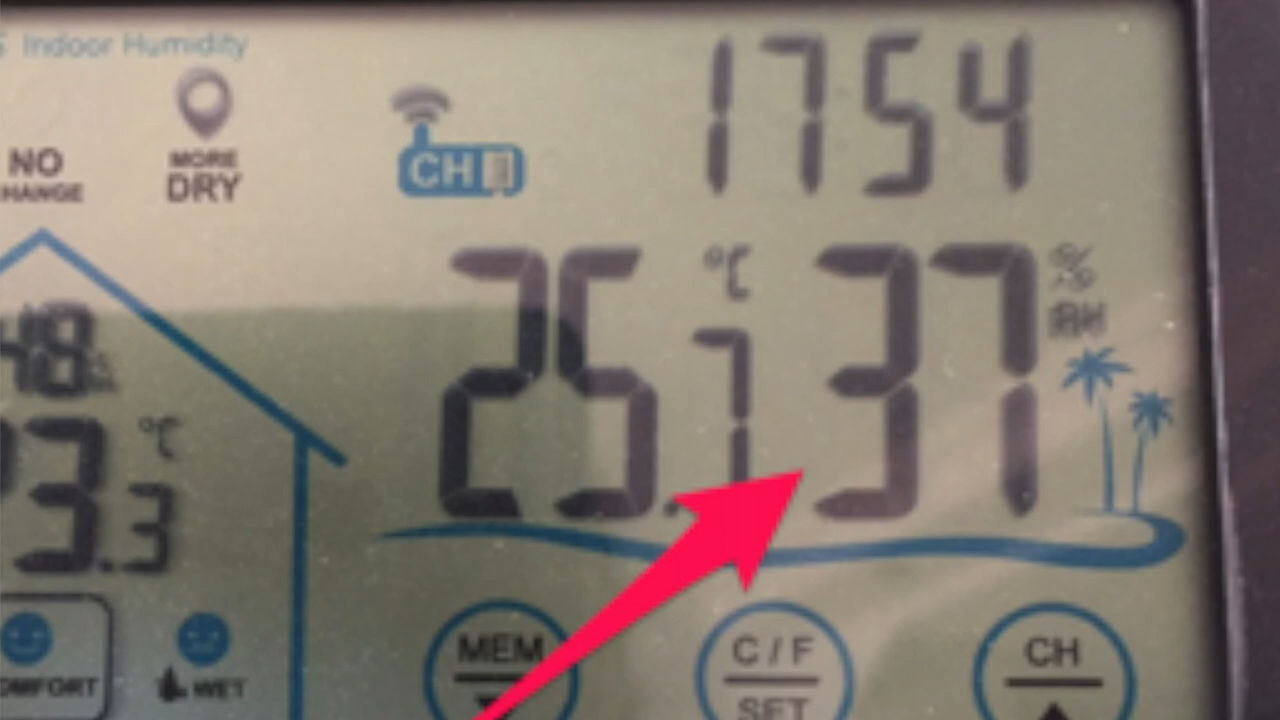 Indoor Humidity
1754
NO
HANGE
MORE
DRY
CH
25.7 °C
37 % RH
48
3.3 °C
OMFORT
WET
MEM
C / F
SET
CH